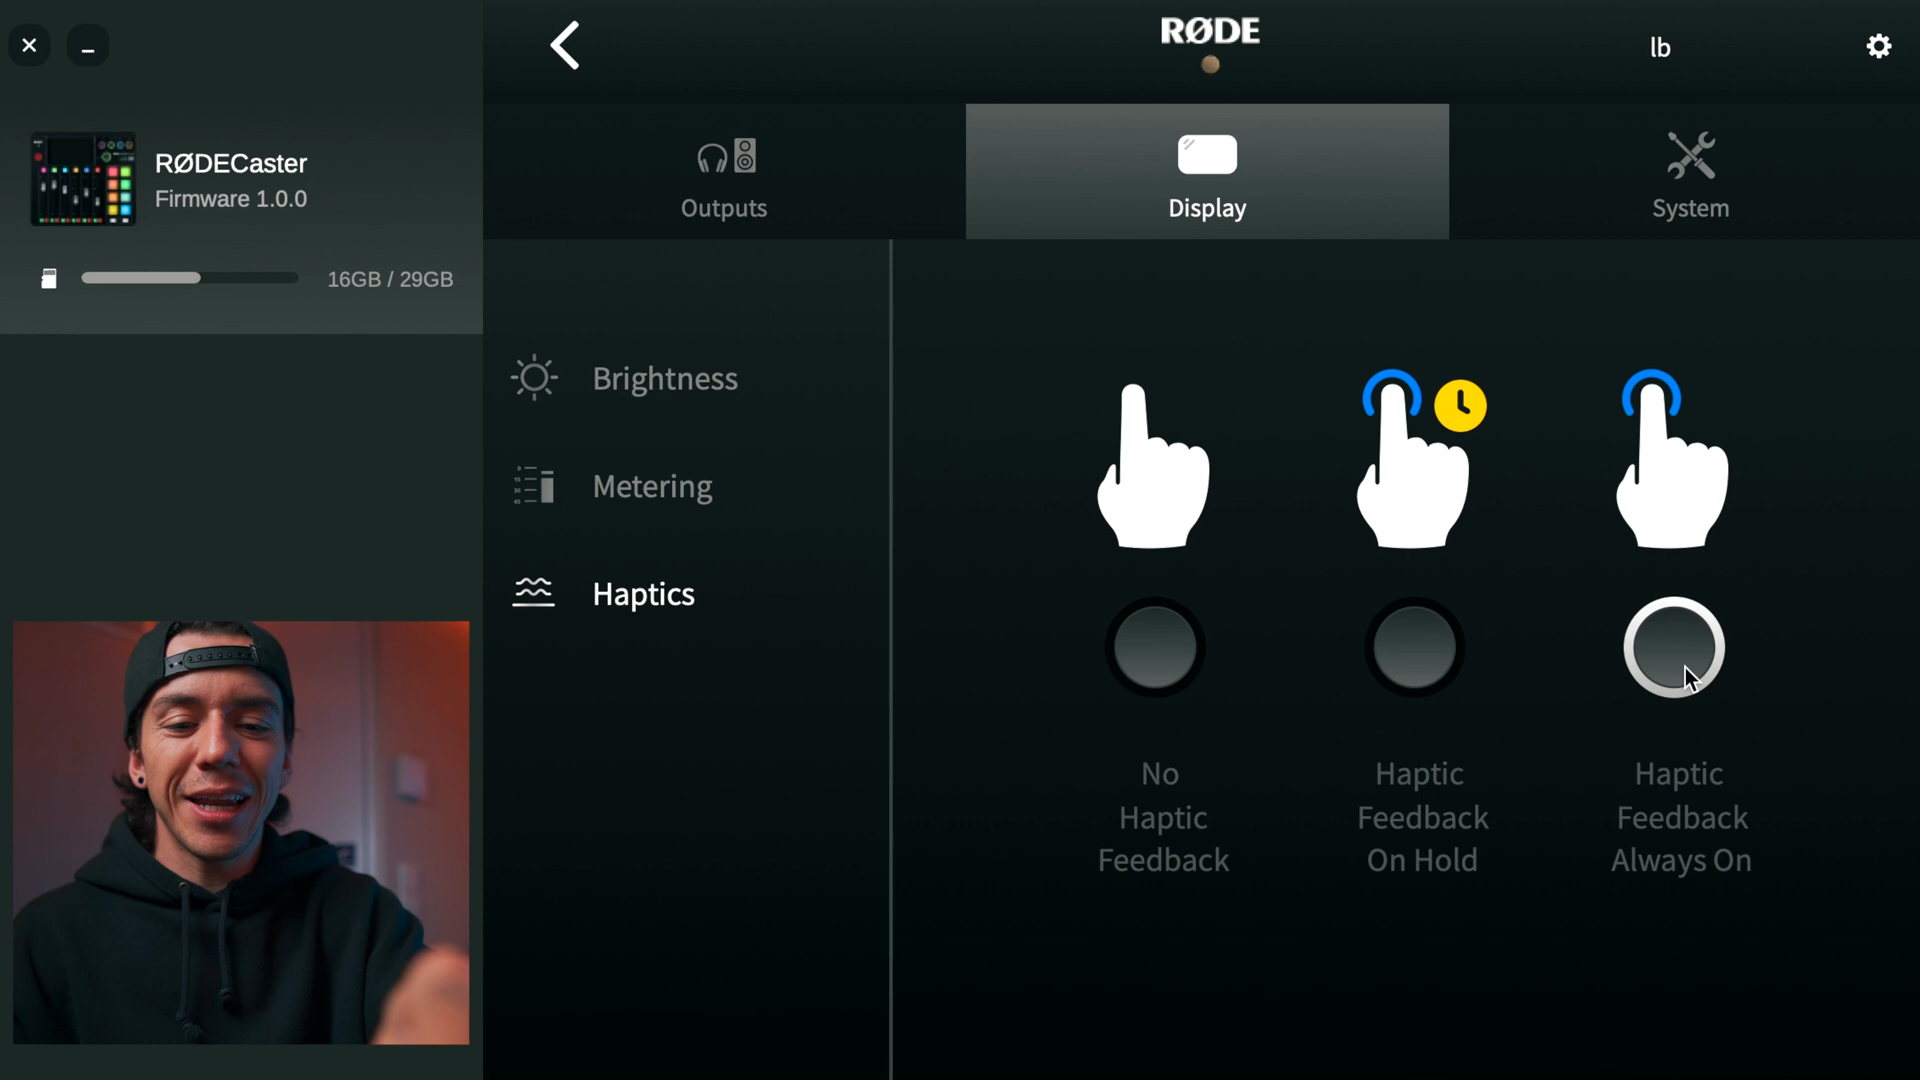 RØDE
lb
RØDECaster
Firmware 1.0.0
16GB / 29GB
Outputs
Display
System
Brightness
Metering
Haptics
No
Haptic
Feedback
Haptic
Feedback
On Hold
Haptic
Feedback
Always On